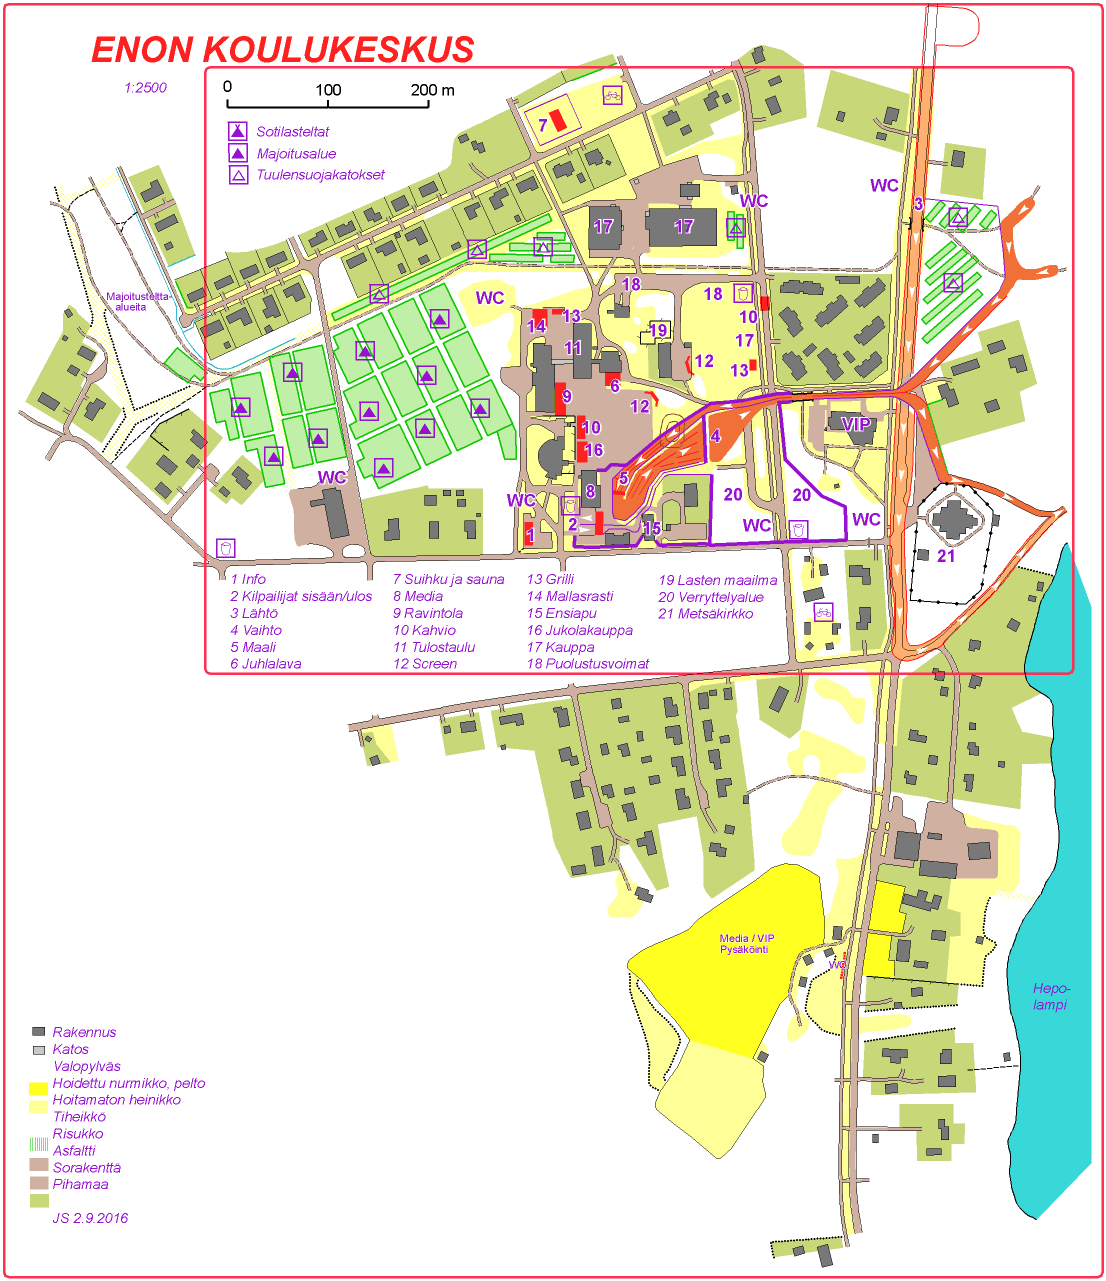 ENON KOULUKESKUS
1:2500
0 100 200 m
Sotilasteltat
Majoitusalue
Tuulensuojakatokset
7
WC
WC
3
17
17
Majoitusteltta-
alueita
18
18
WC
14
13
19
10
11
17
12
13
6
9
12
10
4
VIP
16
WC
5
8
20
20
WC
2
15
WC
WC
1
21
1 Info
2 Kilpailijat sisään/ulos
3 Lähtö
4 Vaihto
5 Maali
6 Juhlalava
7 Suihku ja sauna
8 Media
9 Ravintola
10 Kahvio
11 Tulostaulu
12 Screen
13 Grilli
14 Mallasrasti
15 Ensiapu
16 Jukolakauppa
17 Kauppa
18 Puolustusvoimat
19 Lasten maailma
20 Verryttelyalue
21 Metsäkirkko
Media / VIP
Pysäköinti
WC
Hepo-
lampi
Rakennus
Katos
Valopylväs
Hoidettu nurmikko, pelto
Hoitamaton heinikko
Tiheikkö
Risukko
Asfaltti
Sorakenttä
Pihamaa
JS 2.9.2016